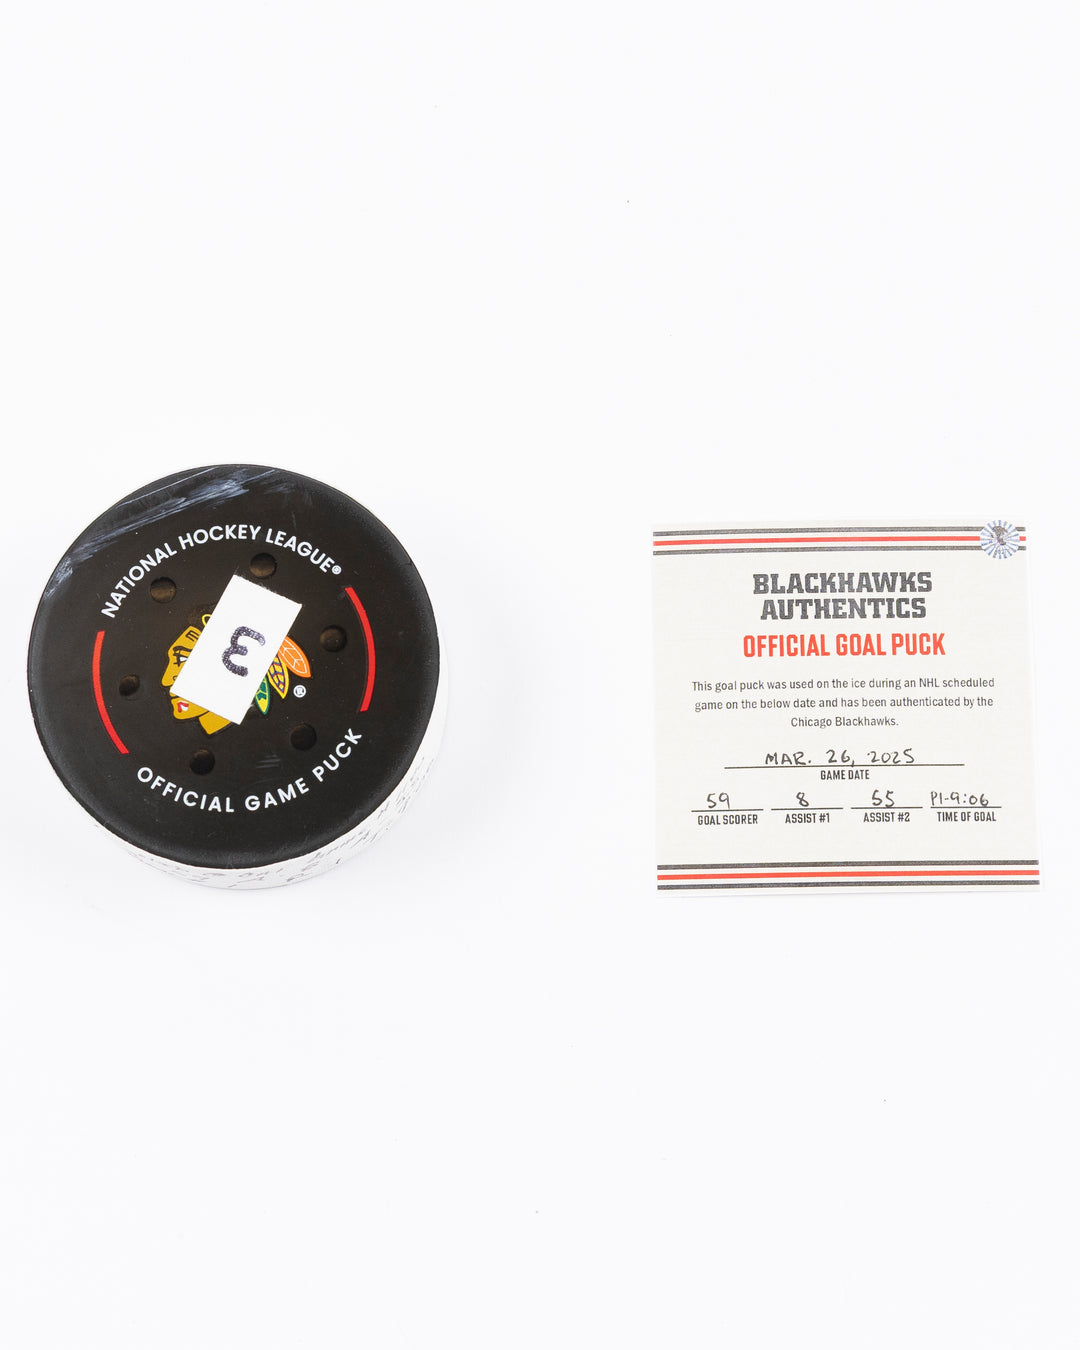 NATIONAL HOCKEY LEAGUE®
3
®
OFFICIAL GAME PUCK
BLACKHAWKS
AUTHENTICS
OFFICIAL GOAL PUCK
This goal puck was used on the ice during an NHL scheduled
game on the below date and has been authenticated by the
Chicago Blackhawks.
MAR. 26, 2025
GAME DATE
59 8 55 P1-9:06
GOAL SCORER ASSIST #1 ASSIST #2 TIME OF GOAL